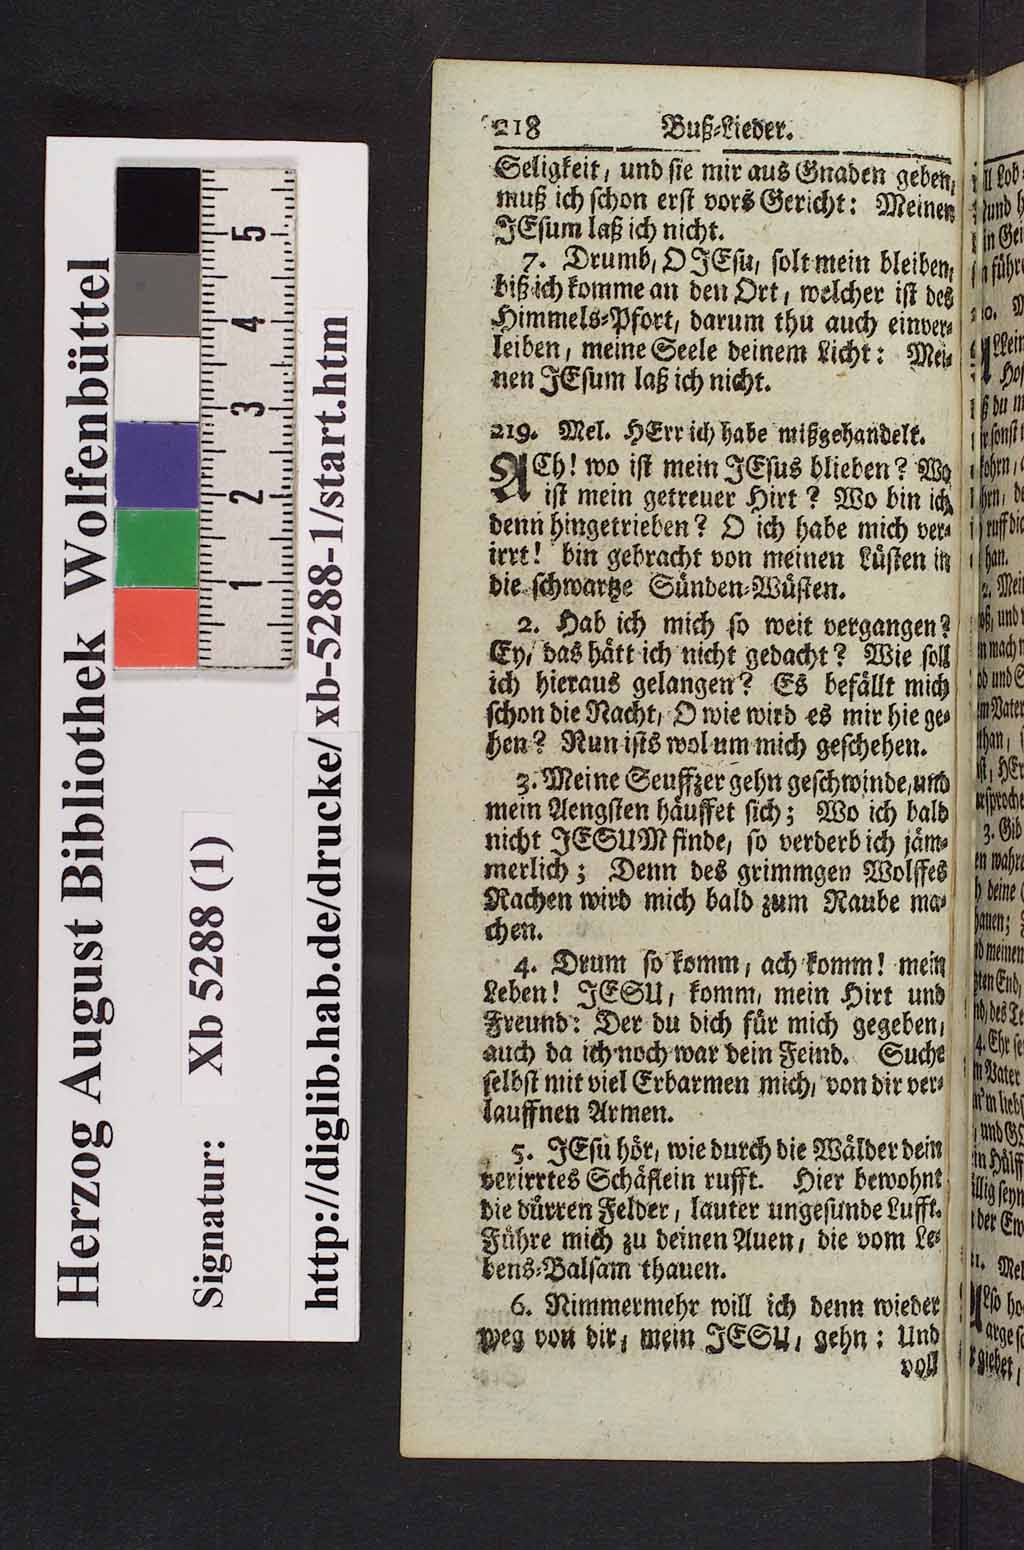 Herzog August Bibliothek Wolfenbüttel
Signatur: Xb 5288 (1)
http://diglib.hab.de/drucke/ xb-5288-1/start.htm
5
4
3
2
1
218 Buß-Lieder.
Seligkeit, und sie mir aus Gnaden geben,
muß ich schon erst vors Gericht: Meinen
JEsum laß ich nicht.
7. Drumb, O JEsu, solt mein bleiben,
biß ich komme an den Ort, welcher ist des
Himmels-Pfort, darum thu auch einver-
leiben, meine Seele deinem Licht: Mei-
nen JEsum laß ich nicht.
219. Mel. HErr ich habe mißgehandelt.
ACh! wo ist mein JEsus blieben? Wo
ist mein getreuer Hirt? Wo bin ich
denn hingetrieben? O ich habe mich ver-
irrt! bin gebracht von meinen Lüsten in
die schwartze Sünden-Wüsten.
2. Hab ich mich so weit vergangen?
Ey, das hätt ich nicht gedacht? Wie soll
ich hieraus gelangen? Es befällt mich
schon die Nacht, O wie wird es mir hie ge-
hen? Nun ists wol um mich geschehen.
3. Meine Seuffzer gehn geschwinde, und
mein Aengsten häuffet sich; Wo ich bald
nicht JESUM finde, so verderb ich jäm-
merlich; Denn des grimmgen Wolffes
Rachen wird mich bald zum Raube ma-
chen.
4. Drum so komm, ach komm! mein
Leben! JESU, komm, mein Hirt und
Freund: Der du dich für mich gegeben,
auch da ich noch war dein Feind. Suche
selbst mit viel Erbarmen mich, von dir ver-
lauffnen Armen.
5. JEsu hör, wie durch die Wälder dein
verirrtes Schäflein rufft. Hier bewohnt
die dürren Felder, lauter ungesunde Lufft.
Führe mich zu deinen Auen, die vom Le-
bens-Balsam thauen.
6. Nimmermehr will ich denn wieder
weg von dir, mein JESU, gehn: Und
voll